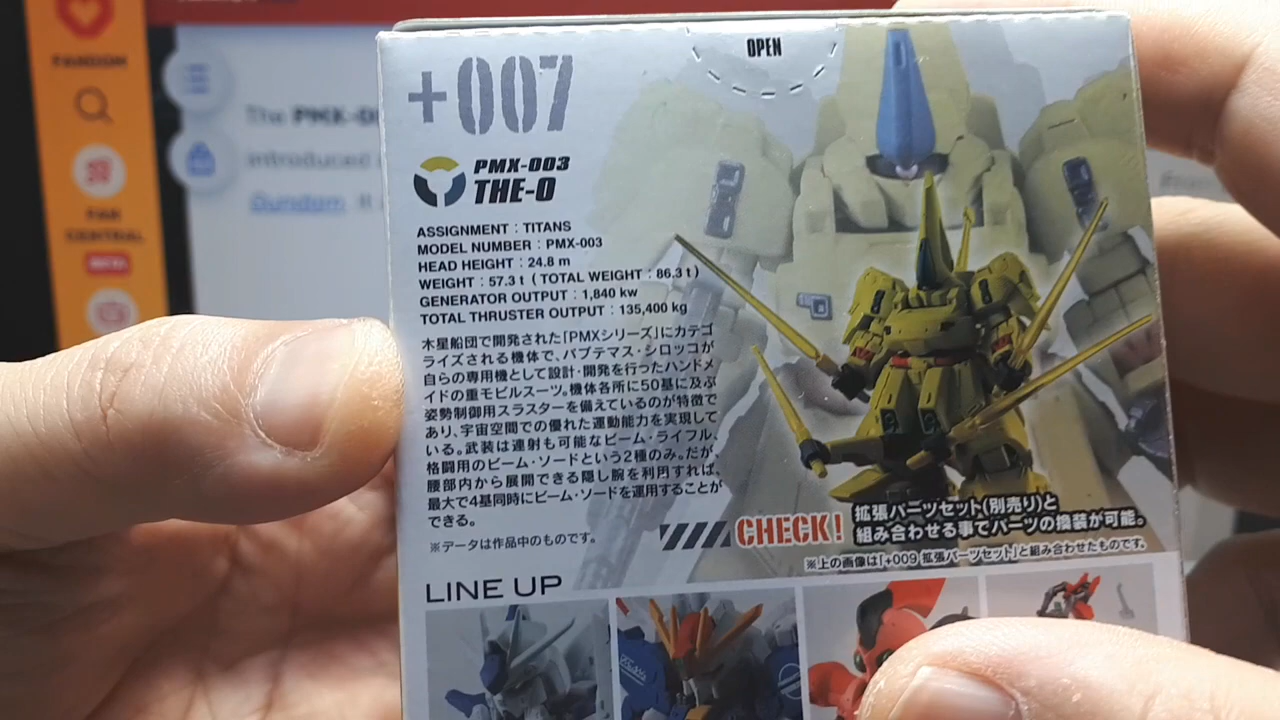 FANDOM
The PMX-0
introduced
Gundam. It
FAN
CENTRAL
BETA
OPEN
+007
PMX-003
THE-O
ASSIGNMENT : TITANS
MODEL NUMBER : PMX-003
HEAD HEIGHT : 24.8 m
WEIGHT : 57.3 t ( TOTAL WEIGHT : 86.3 t )
GENERATOR OUTPUT : 1,840 kw
TOTAL THRUSTER OUTPUT : 135,400 kg
木星船団で開発された「PMXシリーズ」にカテゴ
ライズされる機体で、パプテマス・シロッコが
自らの専用機として設計・開発を行ったハンドメ
イドの重モビルスーツ。機体各所に50基に及ぶ
姿勢制御用スラスターを備えているのが特徴で
あり、宇宙空間での優れた運動能力を実現して
いる。武装は連射も可能なビーム・ライフル、
格闘用のビーム・ソードという2種のみ。だが、
腰部内から展開できる隠し腕を利用すれば、
最大で4基同時にビーム・ソードを運用することが
できる。
※データは作品中のものです。
CHECK!
拡張パーツセット(別売り)と
組み合わせる事でパーツの換装が可能。
※上の画像は「+009 拡張パーツセット」と組み合わせたものです。
LINE UP